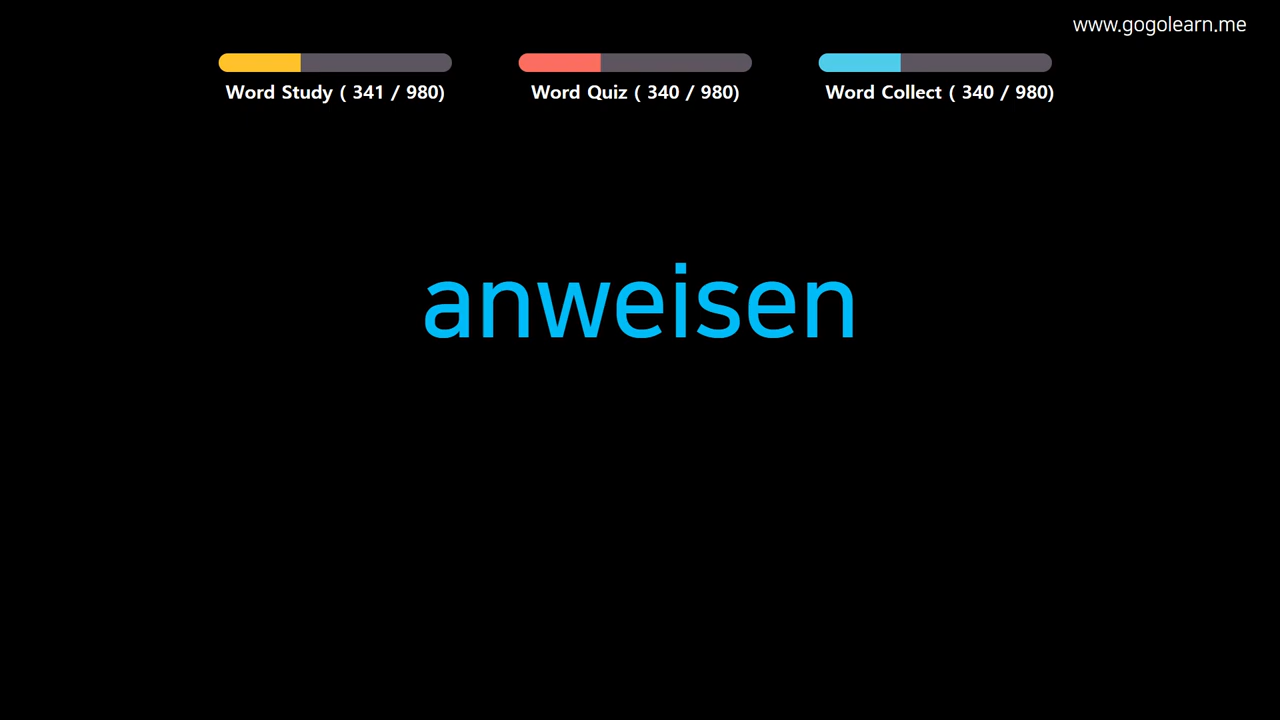 www.gogolearn.me
Word Study ( 341 / 980)
Word Quiz ( 340 / 980)
Word Collect ( 340 / 980)
anweisen